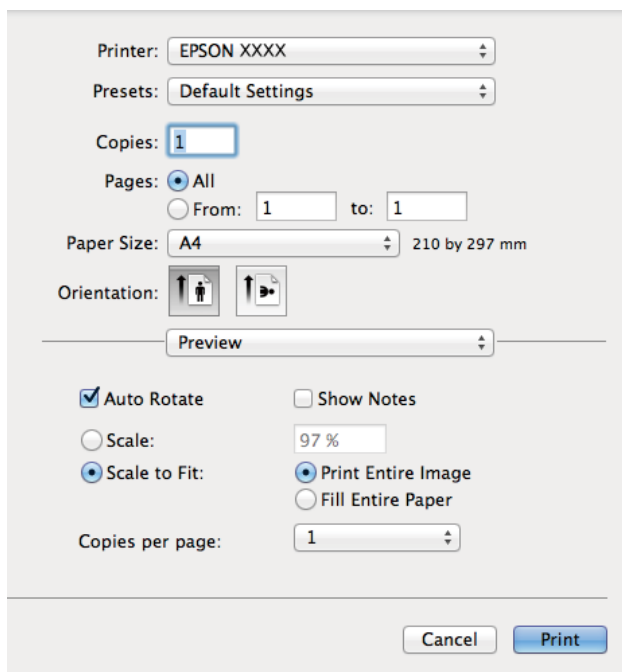 Printer: EPSON XXXX
Presets: Default Settings
Copies: 1
Pages: All
From: 1 to: 1
Paper Size: A4 210 by 297 mm
Orientation:
Preview
Auto Rotate Show Notes
Scale: 97 %
Scale to Fit: Print Entire Image
Fill Entire Paper
Copies per page: 1
Cancel Print